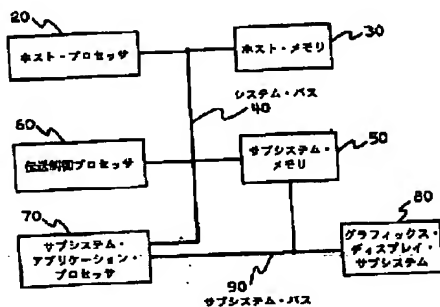 20
ホスト・プロセッサ
30
ホスト・メモリ
システム・バス
40
60
伝送制御プロセッサ
50
サブシステム・
メモリ
70
サブシステム・
アプリケーション・
プロセッサ
80
グラフィックス・
ディスプレイ・
サブシステム
90
サブシステム・バス